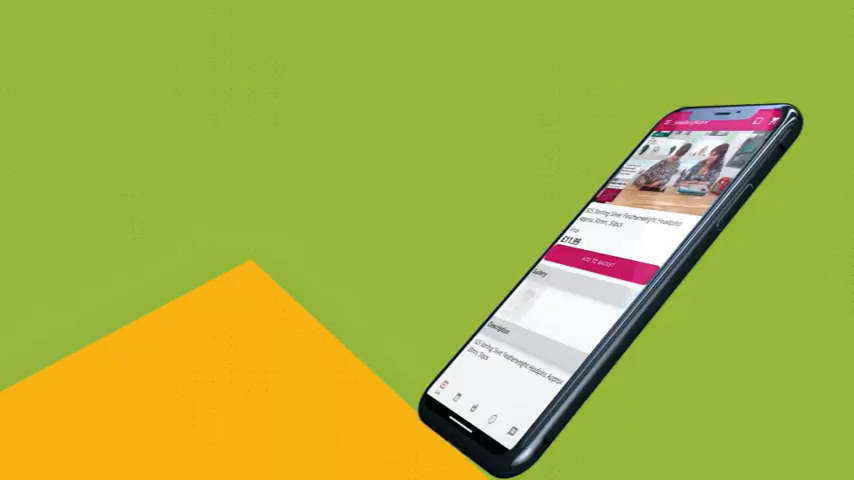 925 Sterling Silver Featherweight Headpins
Approx 30mm, 50pcs
£11.99
ADD TO BASKET
Gallery
Description
925 Sterling Silver Featherweight Headpins Approx
30mm, 50pcs